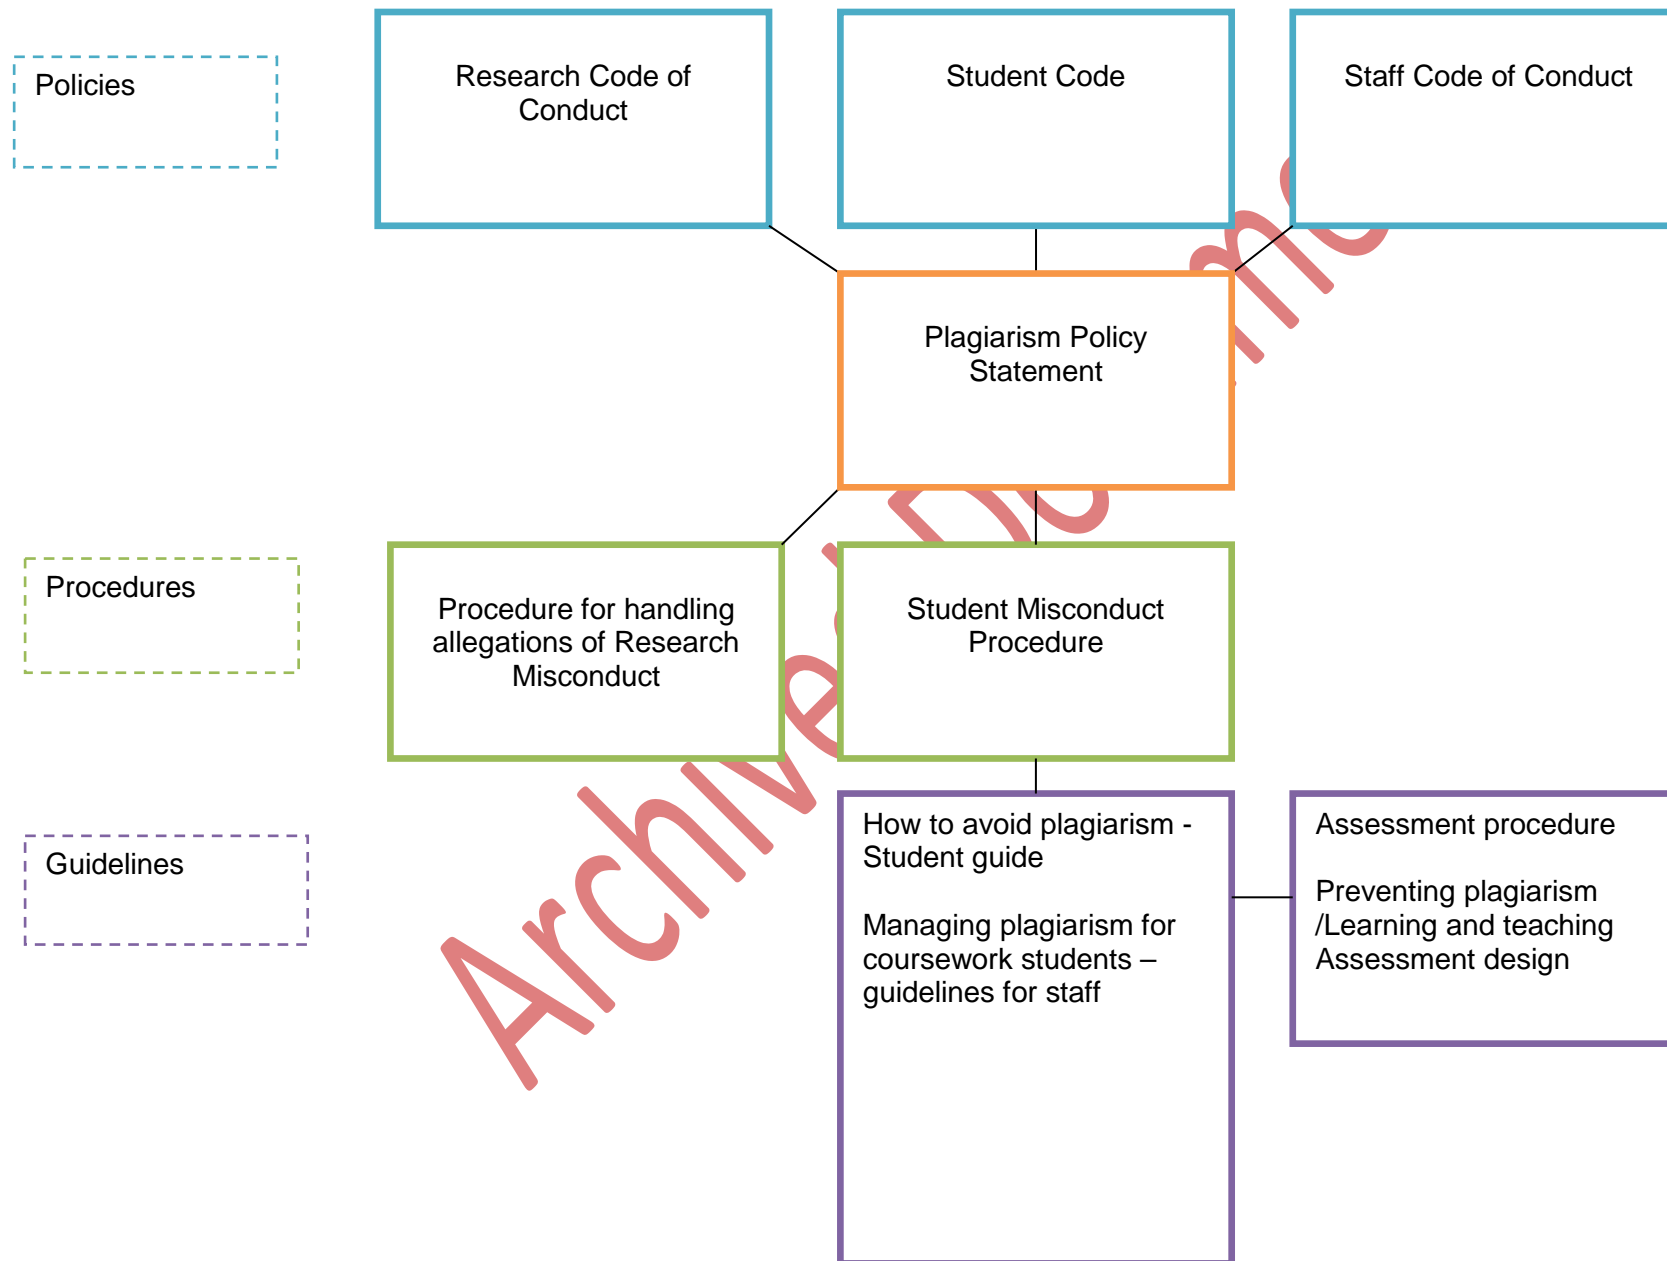 Policies
Research Code of
Conduct
Student Code
Staff Code of Conduct
Plagiarism Policy
Statement
Procedures
Procedure for handling
allegations of Research
Misconduct
Student Misconduct
Procedure
Guidelines
How to avoid plagiarism -
Student guide
Managing plagiarism for
coursework students –
guidelines for staff
Assessment procedure
Preventing plagiarism
/Learning and teaching
Assessment design